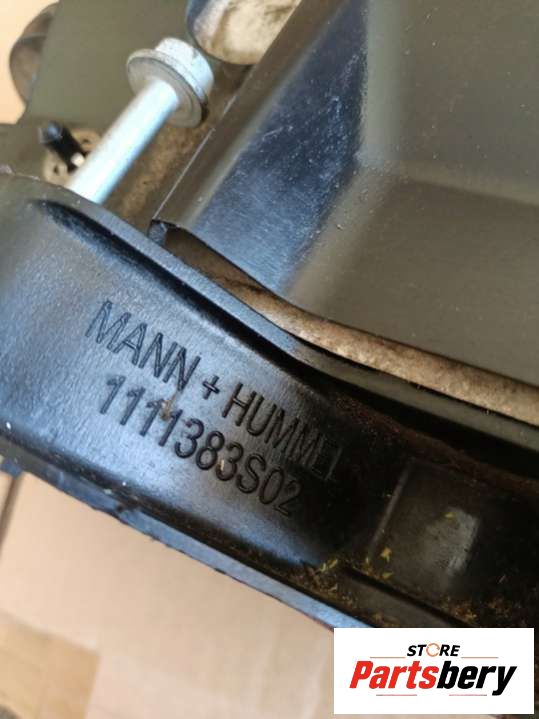 MANN + HUMMEL
1111383S02
STORE
Partsbery